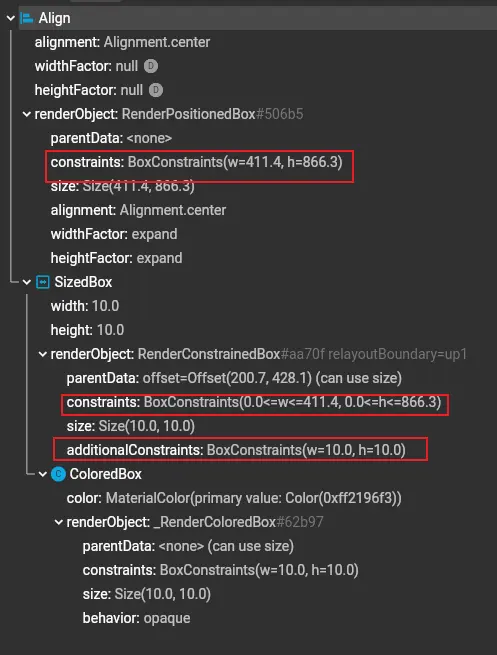 Align
alignment: Alignment.center
widthFactor: null D
heightFactor: null D
renderObject: RenderPositionedBox#506b5
parentData: <none>
constraints: BoxConstraints(w=411.4, h=866.3)
size: Size(411.4, 866.3)
alignment: Alignment.center
widthFactor: expand
heightFactor: expand
SizedBox
width: 10.0
height: 10.0
renderObject: RenderConstrainedBox#aa70f relayoutBoundary=up1
parentData: offset=Offset(200.7, 428.1) (can use size)
constraints: BoxConstraints(0.0<=w<=411.4, 0.0<=h<=866.3)
size: Size(10.0, 10.0)
additionalConstraints: BoxConstraints(w=10.0, h=10.0)
C ColoredBox
color: MaterialColor(primary value: Color(0xff2196f3))
renderObject: _RenderColoredBox#62b97
parentData: <none> (can use size)
constraints: BoxConstraints(w=10.0, h=10.0)
size: Size(10.0, 10.0)
behavior: opaque